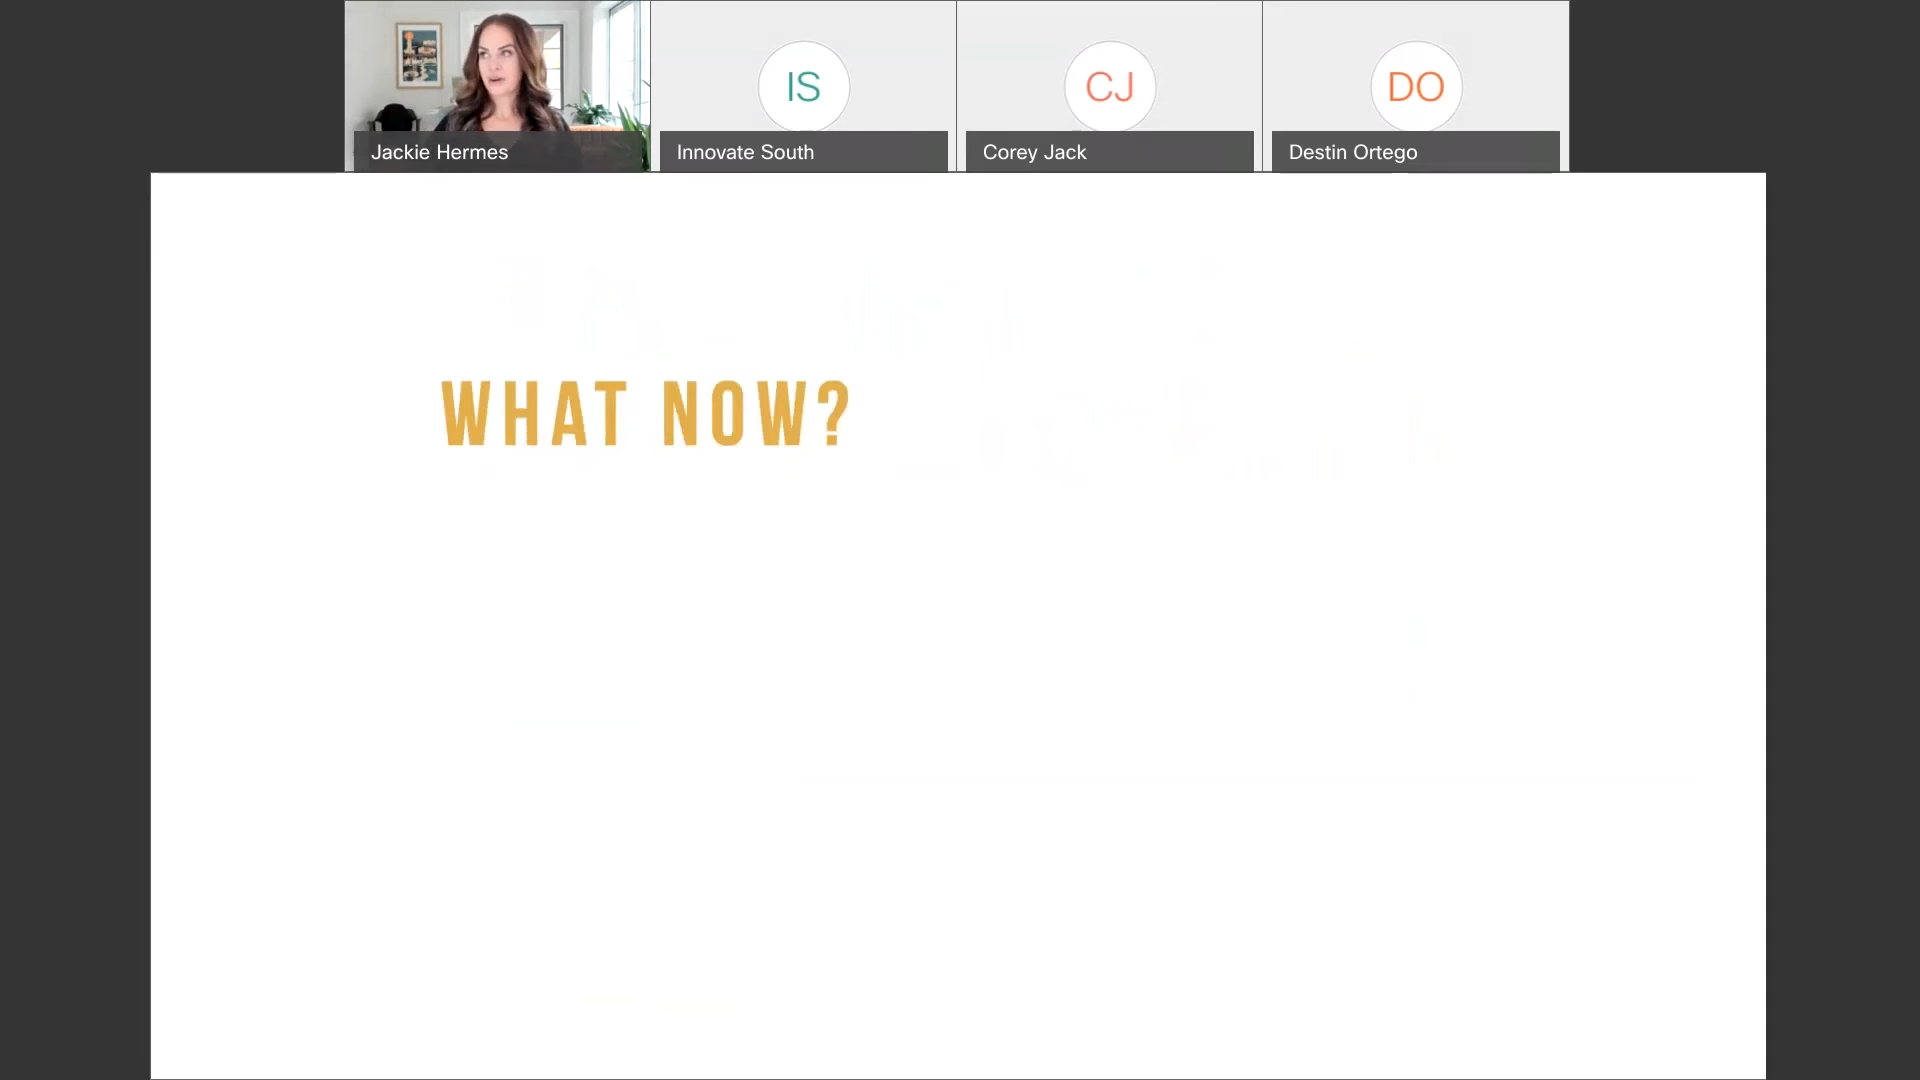 IS
CJ
DO
Jackie Hermes
Innovate South
Corey Jack
Destin Ortego
WHAT NOW?